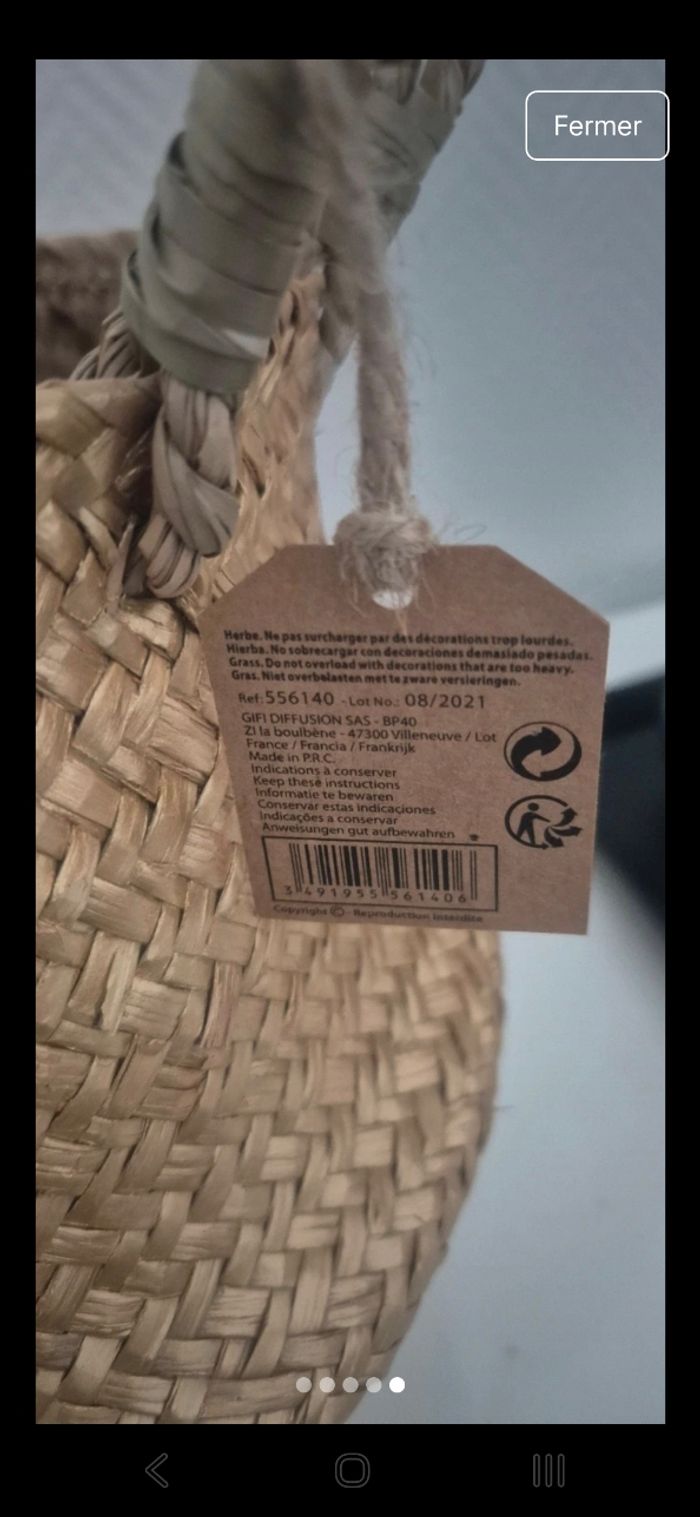 Fermer
Herbe. Ne pas surcharger par des décorations trop lourdes.
Hierba. No sobrecargar con decoraciones demasiado pesadas.
Grass. Do not overload with decorations that are too heavy.
Gras. Niet overbelasten met te zware versieringen.
Ref: 556140 - Lot No.: 08/2021
GIFI DIFFUSION SAS - BP40
ZI la boulbène - 47300 Villeneuve / Lot
France / Francia / Frankrijk
Made in P.R.C.
Indications à conserver
Keep these instructions
Informatie te bewaren
Conservar estas indicaciones
Indicações a conservar
Anweisungen gut aufbewahren
3 491955 561406
Copyright © - Reproduction interdite